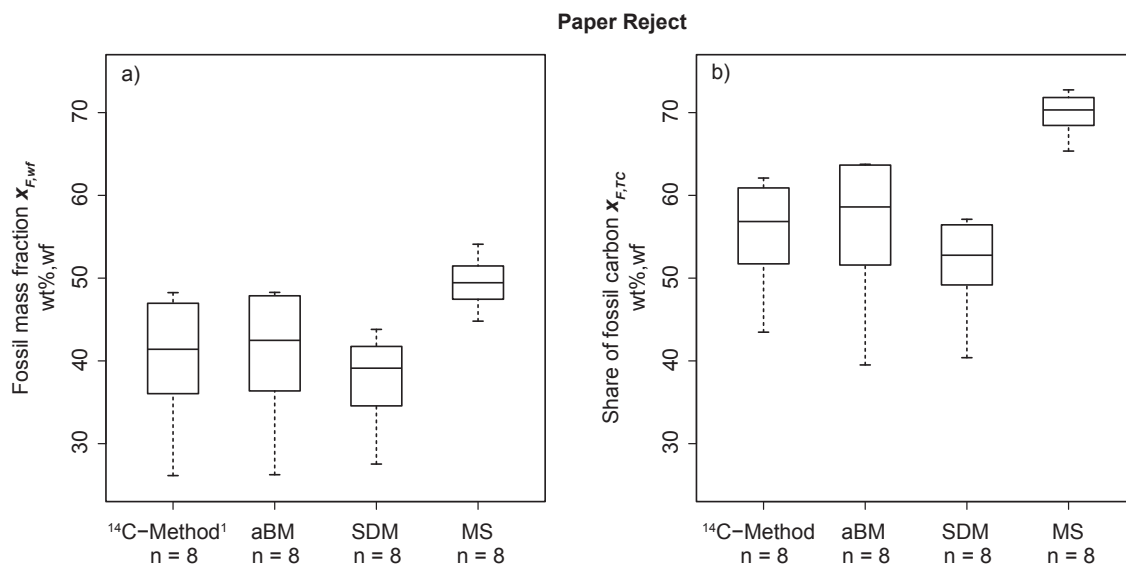 Paper Reject
a)
Fossil mass fraction x_F,wf
wt%,wf
70
60
50
40
30
¹⁴C−Method¹
n = 8
aBM
n = 8
SDM
n = 8
MS
n = 8
b)
Share of fossil carbon x_F,TC
wt%,wf
70
60
50
40
30
¹⁴C−Method
n = 8
aBM
n = 8
SDM
n = 8
MS
n = 8